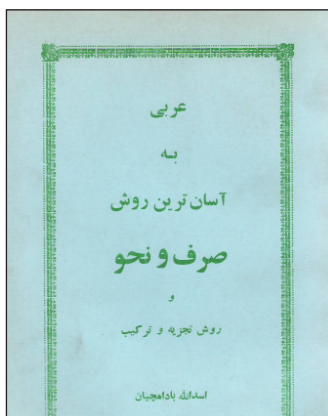 عربی
به
آسان ترین روش
صرف و نحو
و
روش تجزیه و ترکیب
اسدالله بادامچیان